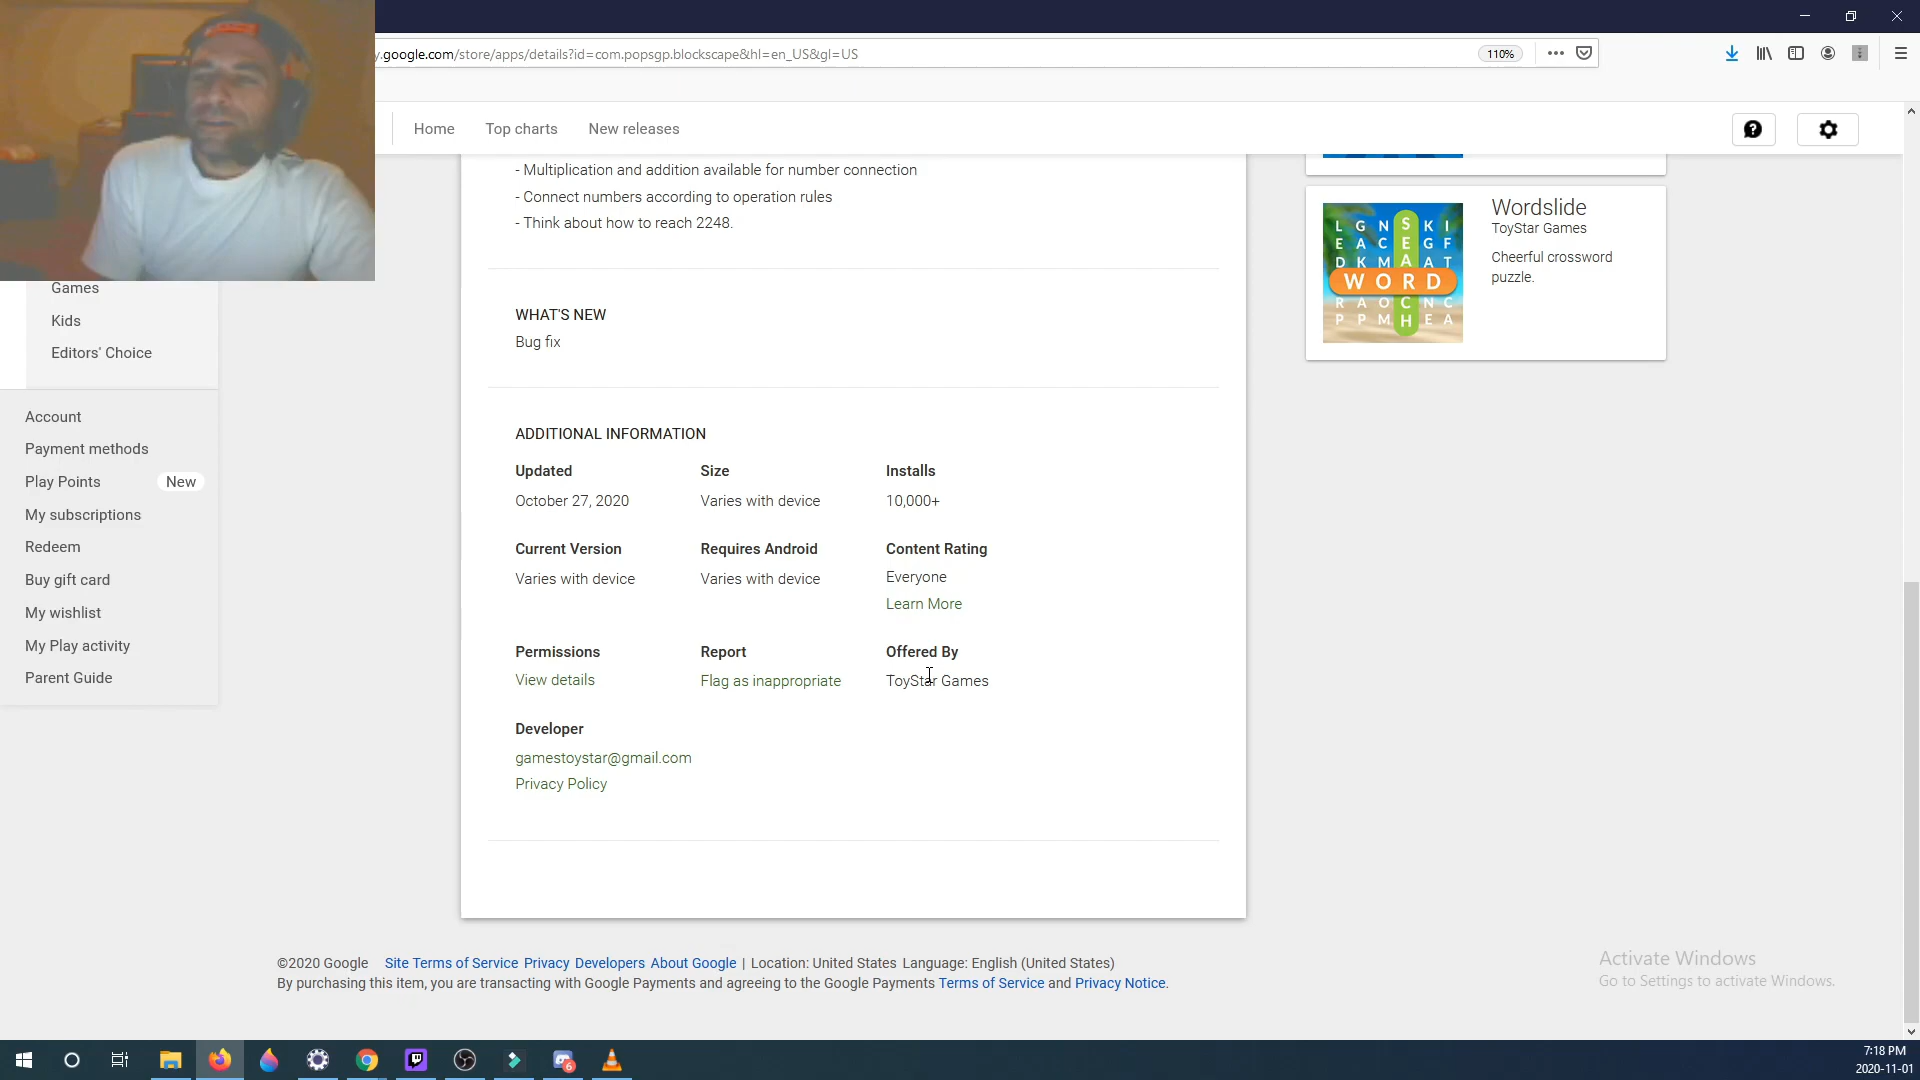 .google.com/store/apps/details?id=com.popsgp.blockscape&hl=en_US&gl=US
110%
Home Top charts New releases
- Multiplication and addition available for number connection
- Connect numbers according to operation rules
- Think about how to reach 2248.
WHAT'S NEW
Bug fix
ADDITIONAL INFORMATION
Updated Size Installs
October 27, 2020 Varies with device 10,000+
Current Version Requires Android Content Rating
Varies with device Varies with device Everyone
Learn More
Permissions Report Offered By
View details Flag as inappropriate ToyStar Games
Developer
gamestoystar@gmail.com
Privacy Policy
Wordslide
ToyStar Games
Cheerful crossword
puzzle.
L G N S K I
E A C E G F
D K M A A T
W O R D
R A O C N C
P P M H E A
Games
Kids
Editors' Choice
Account
Payment methods
Play Points New
My subscriptions
Redeem
Buy gift card
My wishlist
My Play activity
Parent Guide
©2020 Google Site Terms of Service Privacy Developers About Google | Location: United States Language: English (United States)
By purchasing this item, you are transacting with Google Payments and agreeing to the Google Payments Terms of Service and Privacy Notice.
Activate Windows
Go to Settings to activate Windows.
6
7:18 PM
2020-11-01